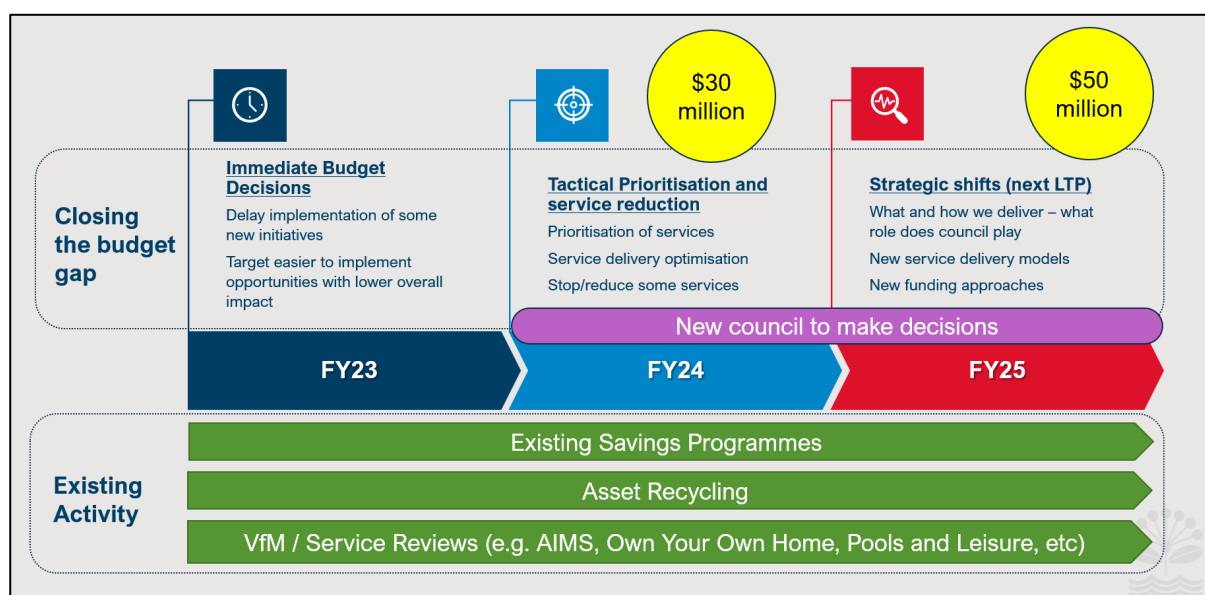 $30
million
$50
million
Closing
the budget
gap
Immediate Budget
Decisions
Delay implementation of some
new initiatives
Target easier to implement
opportunities with lower overall
impact
Tactical Prioritisation and
service reduction
Prioritisation of services
Service delivery optimisation
Stop/reduce some services
Strategic shifts (next LTP)
What and how we deliver – what
role does council play
New service delivery models
New funding approaches
New council to make decisions
FY23
FY24
FY25
Existing
Activity
Existing Savings Programmes
Asset Recycling
VfM / Service Reviews (e.g. AIMS, Own Your Own Home, Pools and Leisure, etc)